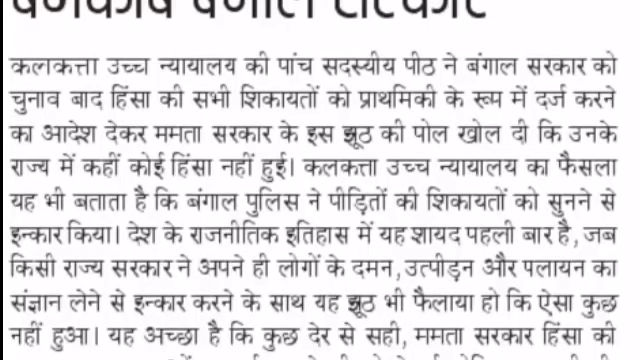 बेनकाब बंगाल सरकार
कलकत्ता उच्च न्यायालय की पांच सदस्यीय पीठ ने बंगाल सरकार को
चुनाव बाद हिंसा की सभी शिकायतों को प्राथमिकी के रूप में दर्ज करने
का आदेश देकर ममता सरकार के इस झूठ की पोल खोल दी कि उनके
राज्य में कहीं कोई हिंसा नहीं हुई। कलकत्ता उच्च न्यायालय का फैसला
यह भी बताता है कि बंगाल पुलिस ने पीड़ितों की शिकायतों को सुनने से
इन्कार किया। देश के राजनीतिक इतिहास में यह शायद पहली बार है, जब
किसी राज्य सरकार ने अपने ही लोगों के दमन, उत्पीड़न और पलायन का
संज्ञान लेने से इन्कार करने के साथ यह झूठ भी फैलाया हो कि ऐसा कुछ
नहीं हुआ। यह अच्छा है कि कुछ देर से सही, ममता सरकार हिंसा की